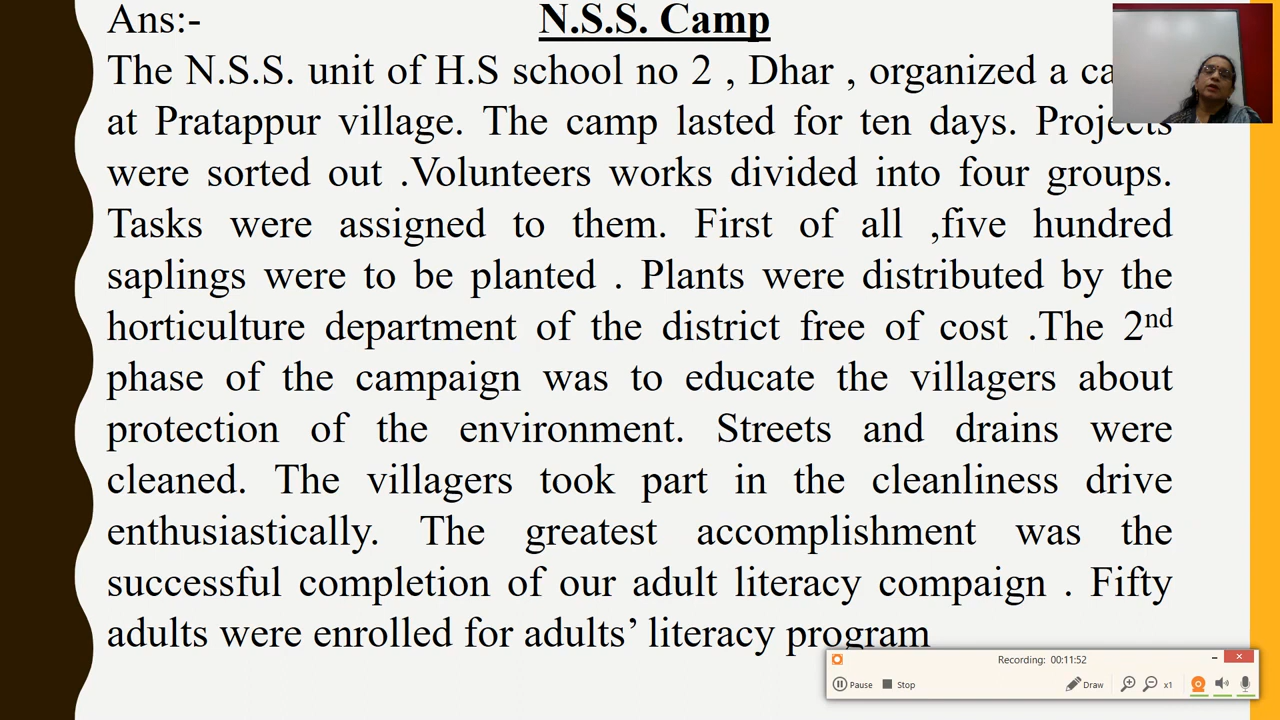 Ans:- N.S.S. Camp
The N.S.S. unit of H.S school no 2 , Dhar , organized a
at Pratappur village. The camp lasted for ten days. Projects
were sorted out .Volunteers works divided into four groups.
Tasks were assigned to them. First of all ,five hundred
saplings were to be planted . Plants were distributed by the
horticulture department of the district free of cost .The 2nd
phase of the campaign was to educate the villagers about
protection of the environment. Streets and drains were
cleaned. The villagers took part in the cleanliness drive
enthusiastically. The greatest accomplishment was the
successful completion of our adult literacy compaign . Fifty
adults were enrolled for adults’ literacy program
Recording: 00:11:52
Pause Stop Draw x1